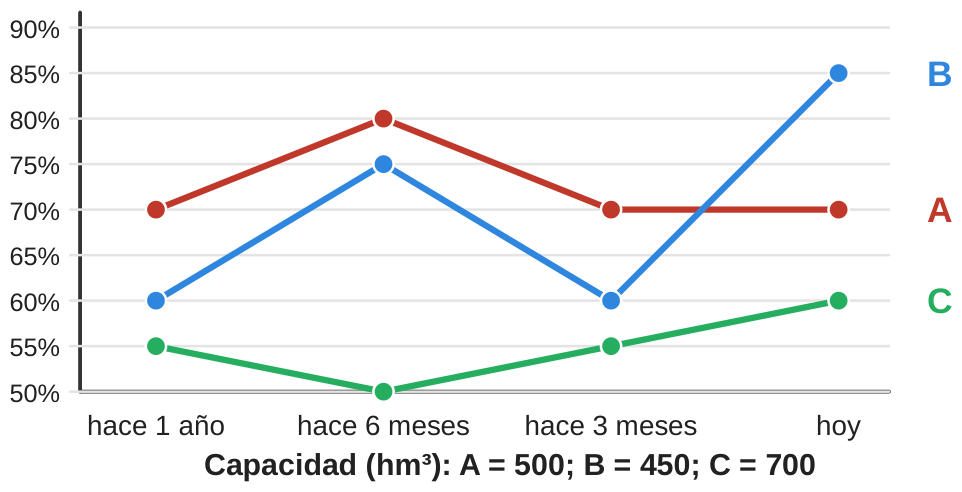 90%
85%
B
80%
75%
70%
A
65%
60%
C
55%
50%
hace 1 año hace 6 meses hace 3 meses hoy
Capacidad (hm³): A = 500; B = 450; C = 700